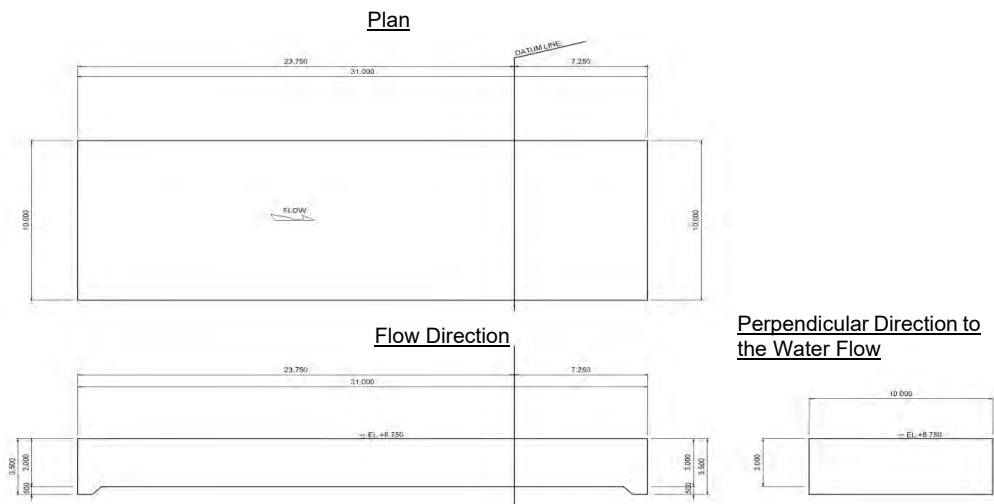 Plan
DATUM LINE
23.750
7.250
31.000
10.000
10.000
FLOW
Flow Direction
Perpendicular Direction to
the Water Flow
23.750
7.250
31.000
10.000
3.500
3.000
.500
EL.+8.750
3.000
3.500
.500
3.000
EL.+8.750